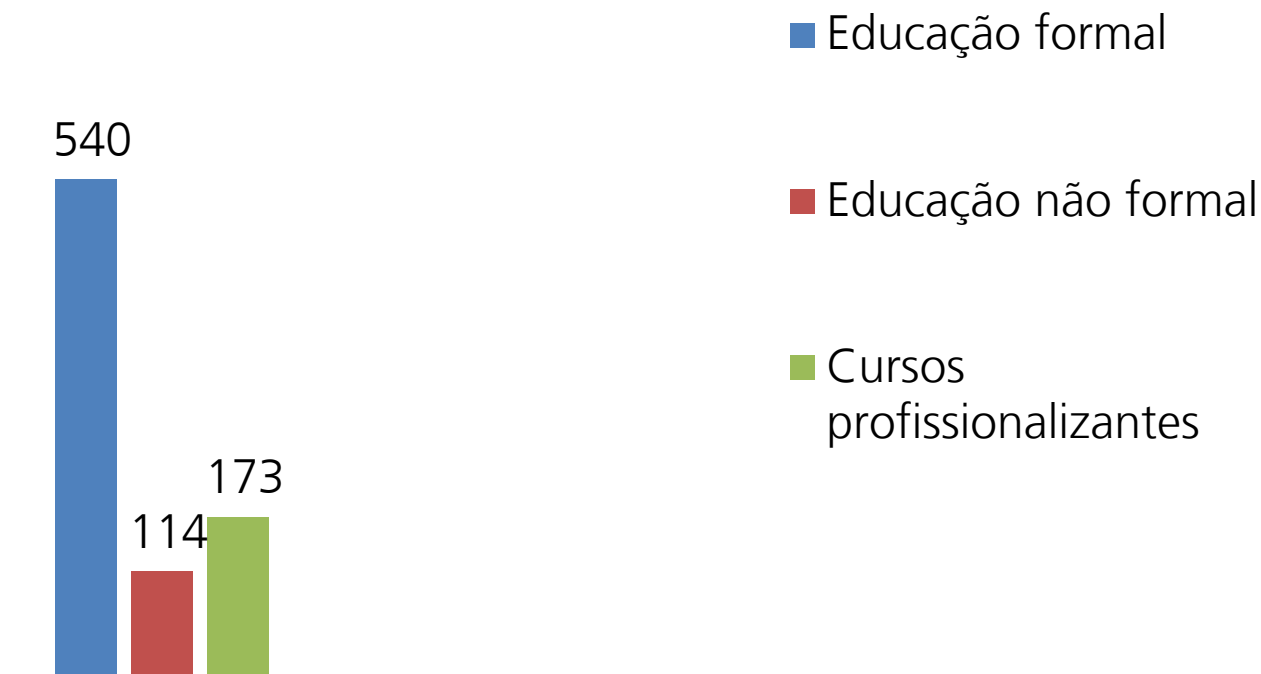 Educação formal
540
Educação não formal
Cursos
profissionalizantes
173
114